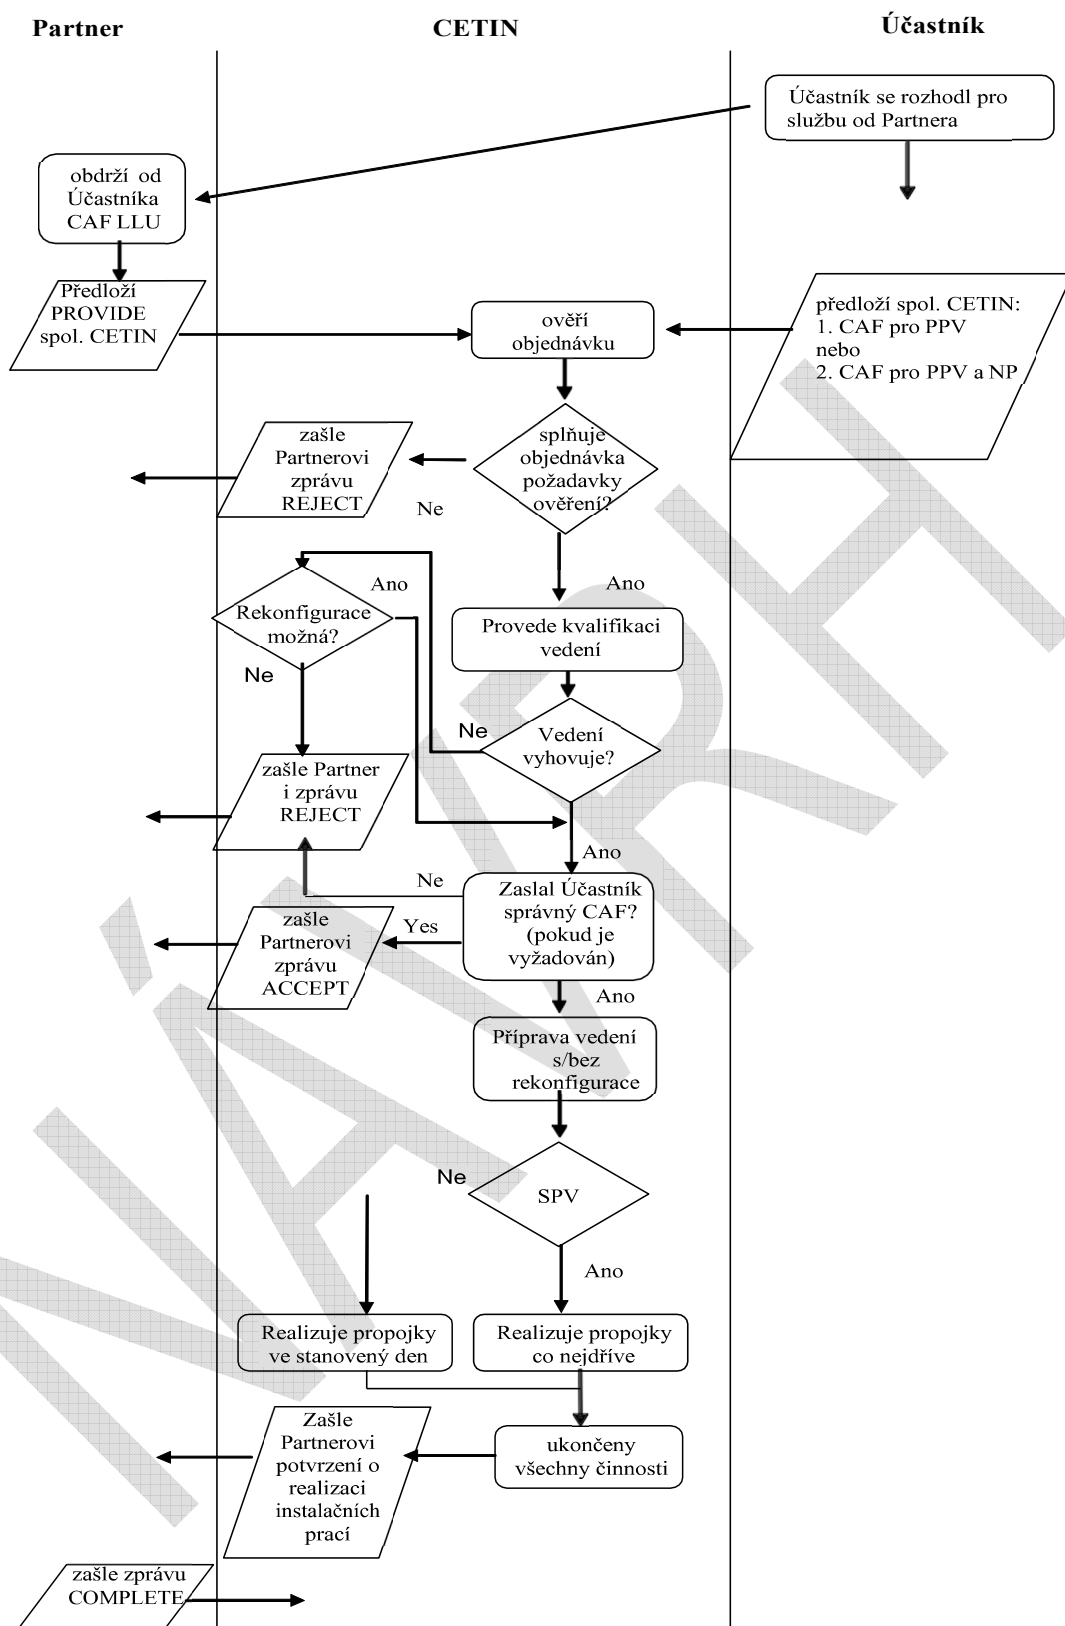 Partner
CETIN
Účastník
Účastník se rozhodl pro
službu od Partnera
obdrží od
Účastníka
CAF LLU
Předloží
PROVIDE
spol. CETIN
ověří
objednávku
předloží spol. CETIN:
1. CAF pro PPV
nebo
2. CAF pro PPV a NP
zašle
Partnerovi
zprávu
REJECT
Ne
splňuje
objednávka
požadavky
ověření?
Ano
Rekonfigurace
možná?
Ano
Ne
Provede kvalifikaci
vedení
Ne
Vedení
vyhovuje?
zašle Partner
i zprávu
REJECT
Ano
Ne
Zaslal Účastník
správný CAF?
(pokud je
vyžadován)
Yes
zašle
Partnerovi
zprávu
ACCEPT
Ano
Příprava vedení
s/bez
rekonfigurace
Ne
SPV
Ano
Realizuje propojky
ve stanovený den
Realizuje propojky
co nejdříve
Zašle
Partnerovi
potvrzení o
realizaci
instalačních
prací
ukončeny
všechny činnosti
zašle zprávu
COMPLETE
NÁVRH